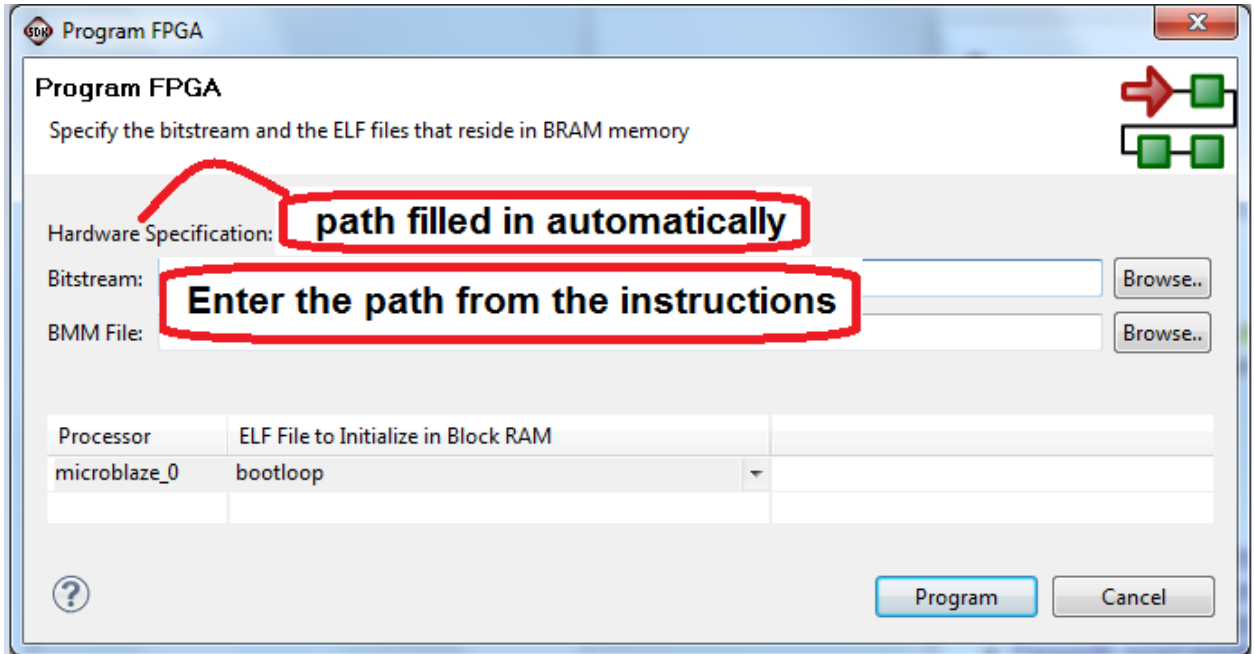 SDK Program FPGA
Program FPGA
Specify the bitstream and the ELF files that reside in BRAM memory
Hardware Specification: path filled in automatically
Bitstream: Browse..
Enter the path from the instructions
BMM File: Browse..
Processor ELF File to Initialize in Block RAM
microblaze_0 bootloop
? Program Cancel